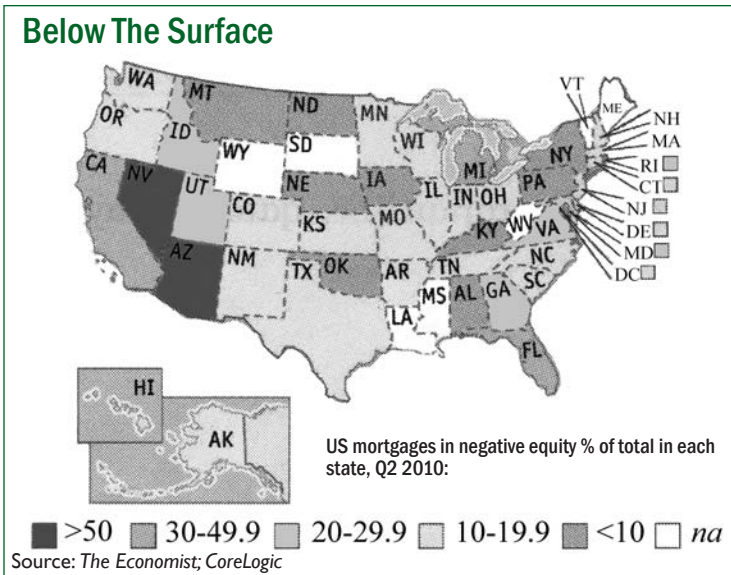 Below The Surface
WA
MT
ND
MN
VT
ME
OR
ID
SD
WI
NH
WY
MI
NY
MA
CA
NV
NE
IA
PA
RI
UT
CO
IL
IN
OH
CT
KS
MO
KY
WV
VA
NJ
AZ
NM
TX
OK
AR
TN
NC
DE
MS
AL
GA
SC
MD
LA
DC
FL
HI
AK
US mortgages in negative equity % of total in each
state, Q2 2010:
>50 30-49.9 20-29.9 10-19.9 <10 na
Source: The Economist; CoreLogic